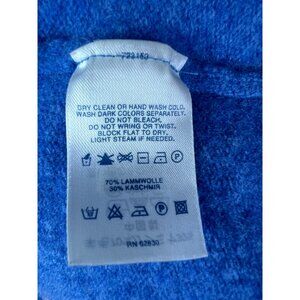 DRY CLEAN OR HAND WASH COLD.
WASH DARK COLORS SEPARATELY.
DO NOT BLEACH.
DO NOT WRING OR TWIST.
BLOCK FLAT TO DRY.
LIGHT STEAM IF NEEDED.
70% LAMMWOLLE
30% KASCHMIR
RN 62830